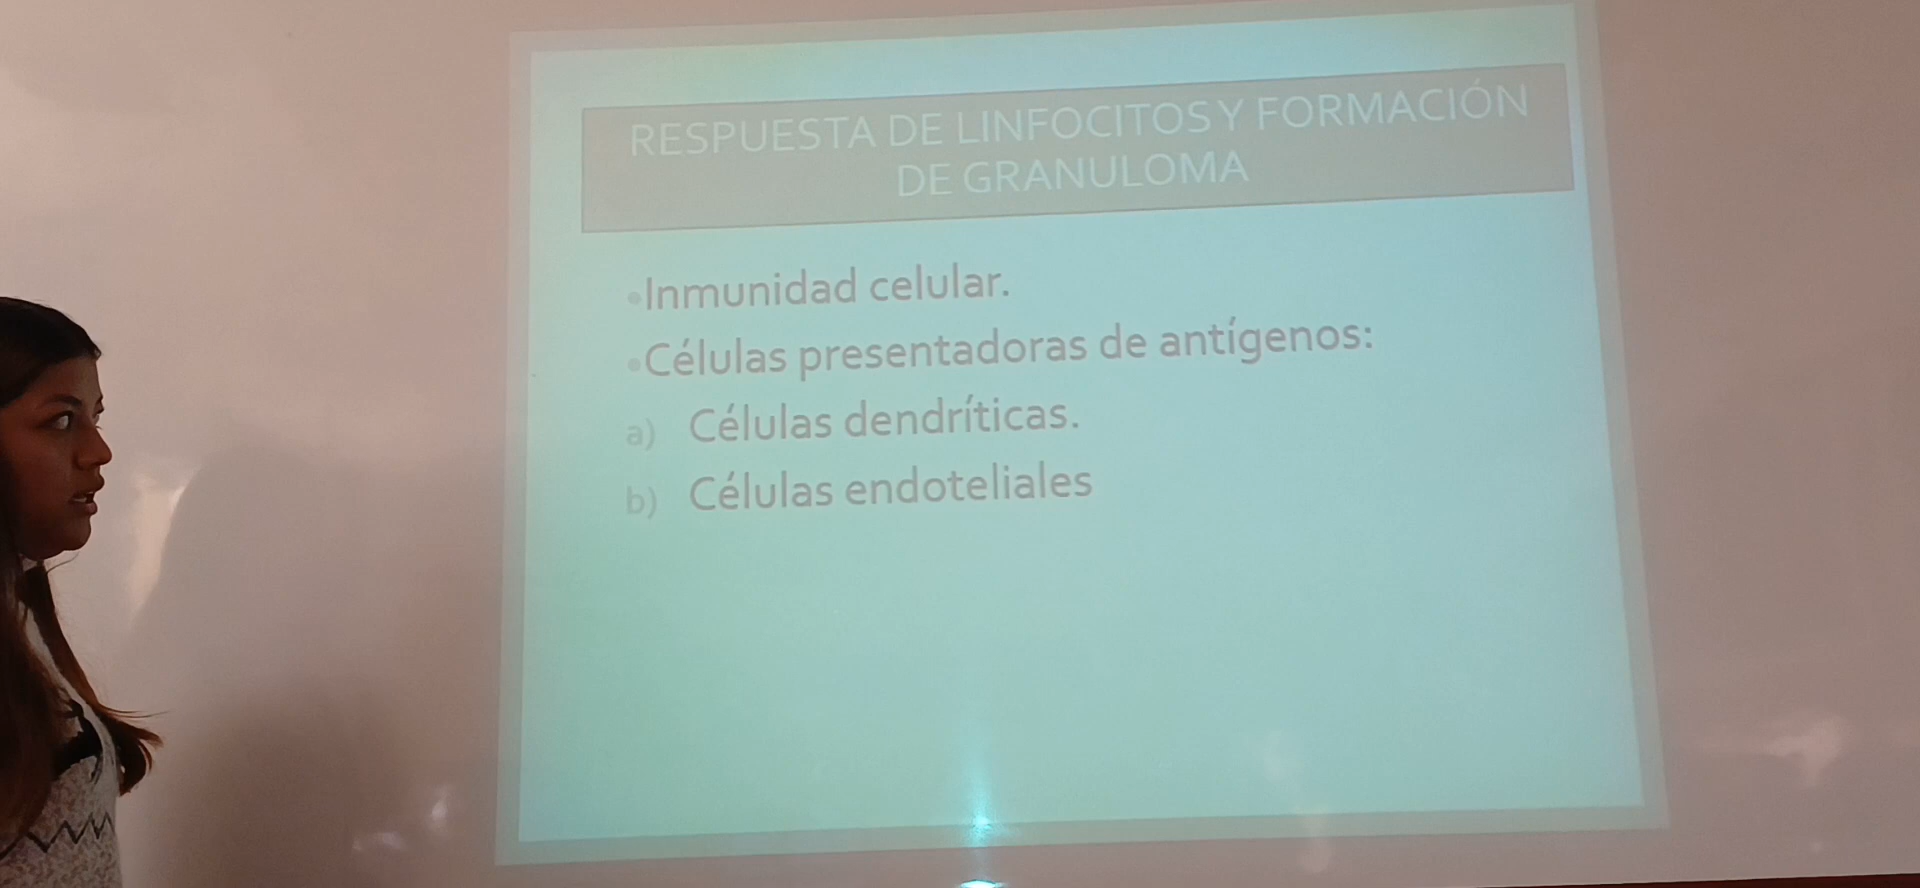 RESPUESTA DE LINFOCITOS Y FORMACIÓN
DE GRANULOMA
•Inmunidad celular.
•Células presentadoras de antígenos:
a) Células dendríticas.
b) Células endoteliales